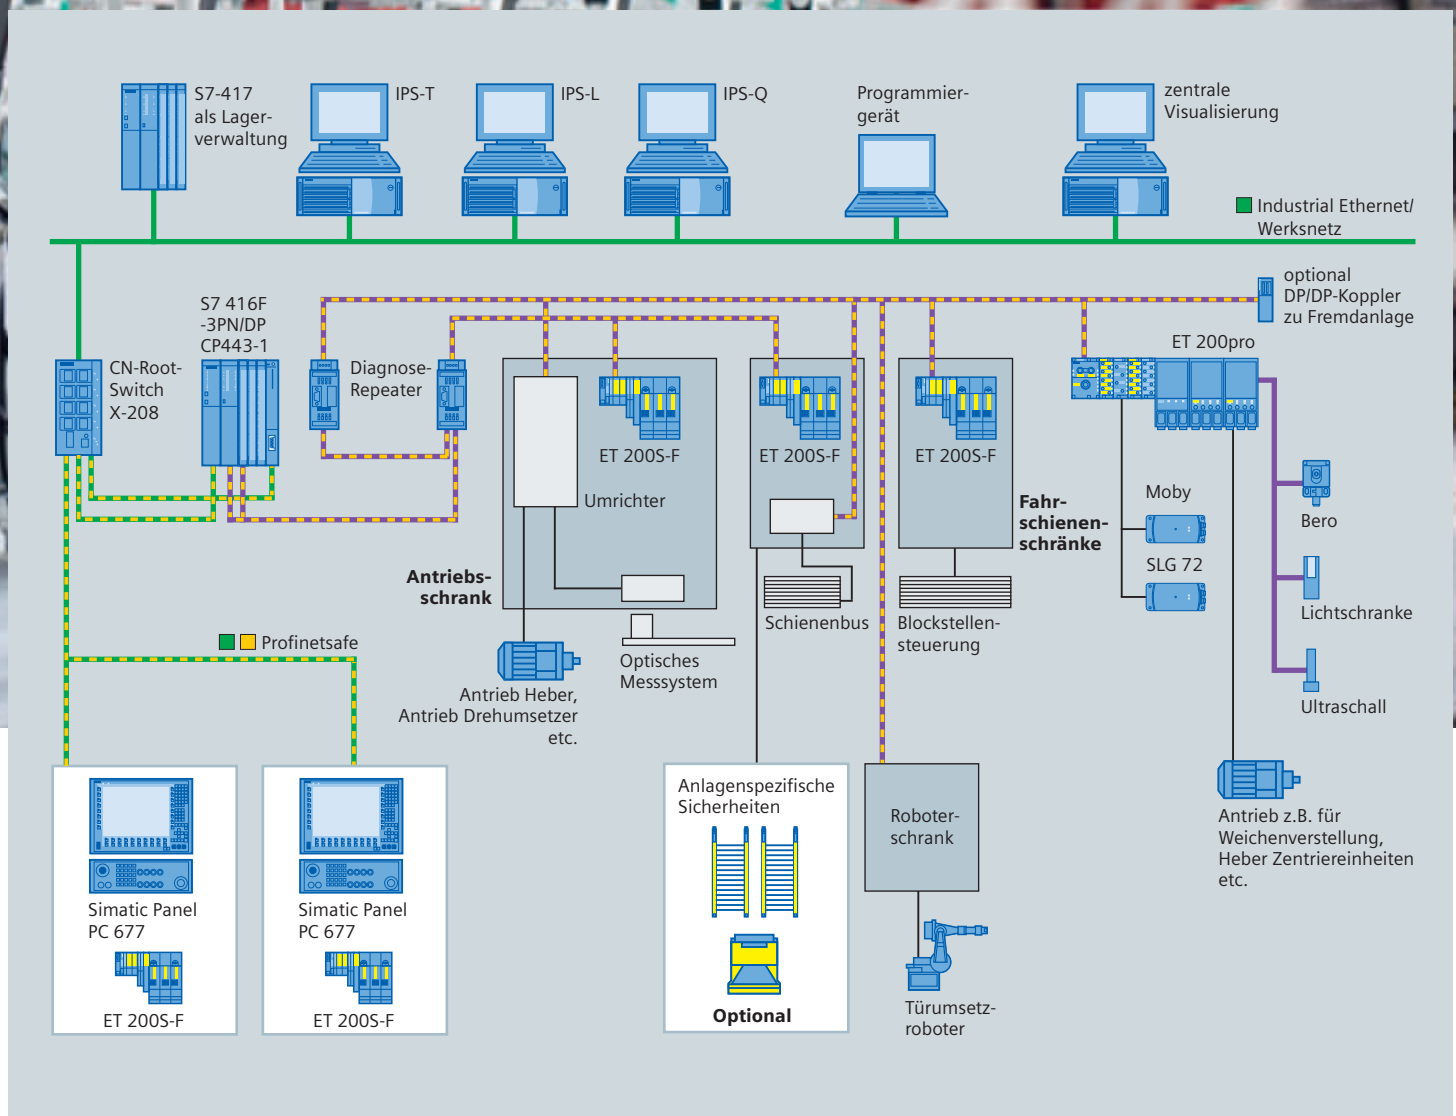 S7-417
als Lager-
verwaltung
IPS-T
IPS-L
IPS-Q
Programmier-
gerät
zentrale
Visualisierung
Industrial Ethernet/
Werksnetz
optional
DP/DP-Koppler
zu Fremdanlage
S7 416F
-3PN/DP
CP443-1
CN-Root-
Switch
X-208
Diagnose-
Repeater
ET 200pro
ET 200S-F
ET 200S-F
ET 200S-F
Umrichter
Fahr-
schienen-
schränke
Moby
SLG 72
Bero
Lichtschranke
Ultraschall
Antriebs-
schrank
Schienenbus
Blockstellen-
steuerung
Profinetsafe
Optisches
Messsystem
Antrieb Heber,
Antrieb Drehumsetzer
etc.
Anlagenspezifische
Sicherheiten
Optional
Roboter-
schrank
Türumsetz-
roboter
Antrieb z.B. für
Weichenverstellung,
Heber Zentriereinheiten
etc.
Simatic Panel
PC 677
ET 200S-F
Simatic Panel
PC 677
ET 200S-F